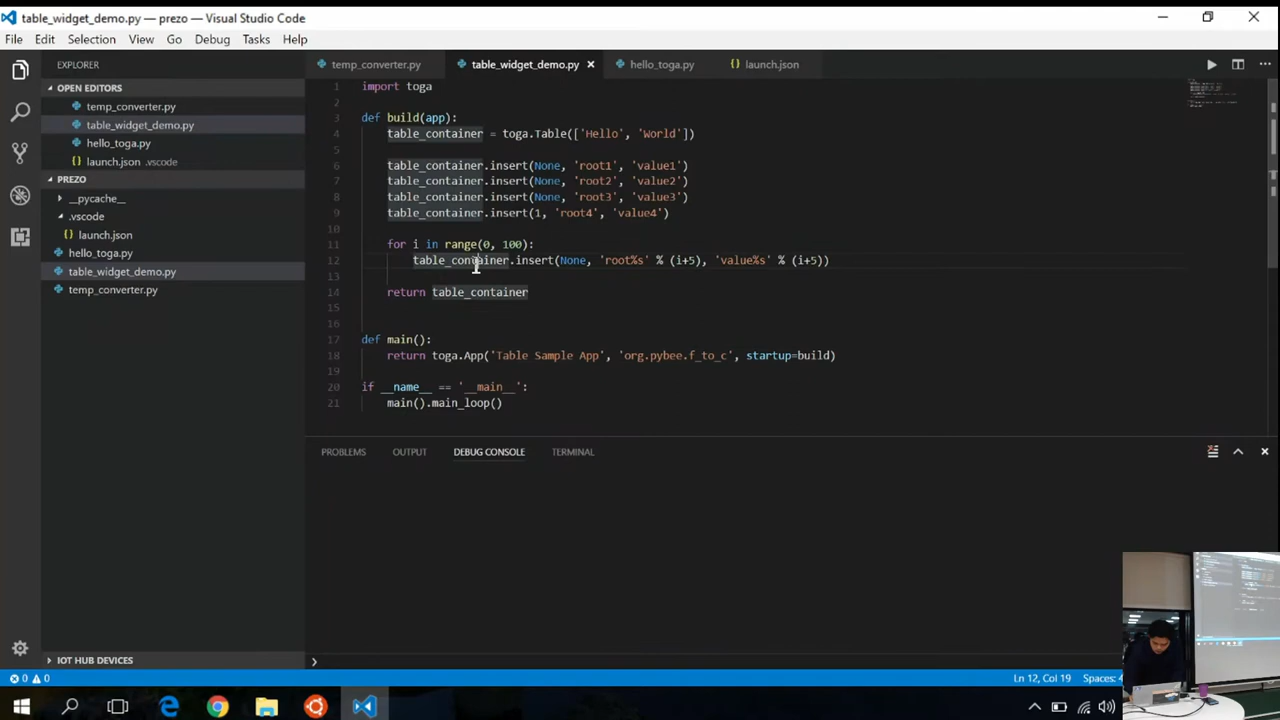 table_widget_demo.py — prezo — Visual Studio Code
File Edit Selection View Go Debug Tasks Help
EXPLORER
OPEN EDITORS
temp_converter.py
table_widget_demo.py
hello_toga.py
launch.json .vscode
PREZO
__pycache__
.vscode
launch.json
hello_toga.py
table_widget_demo.py
temp_converter.py
IOT HUB DEVICES
temp_converter.py table_widget_demo.py hello_toga.py {} launch.json
1 import toga
2
3 def build(app):
4 table_container = toga.Table(['Hello', 'World'])
5
6 table_container.insert(None, 'root1', 'value1')
7 table_container.insert(None, 'root2', 'value2')
8 table_container.insert(None, 'root3', 'value3')
9 table_container.insert(1, 'root4', 'value4')
10
11 for i in range(0, 100):
12 table_container.insert(None, 'root%s' % (i+5), 'value%s' % (i+5))
13
14 return table_container
15
16
17 def main():
18 return toga.App('Table Sample App', 'org.pybee.f_to_c', startup=build)
19
20 if __name__ == '__main__':
21 main().main_loop()
PROBLEMS OUTPUT DEBUG CONSOLE TERMINAL
0 0 Ln 12, Col 19 Spaces: